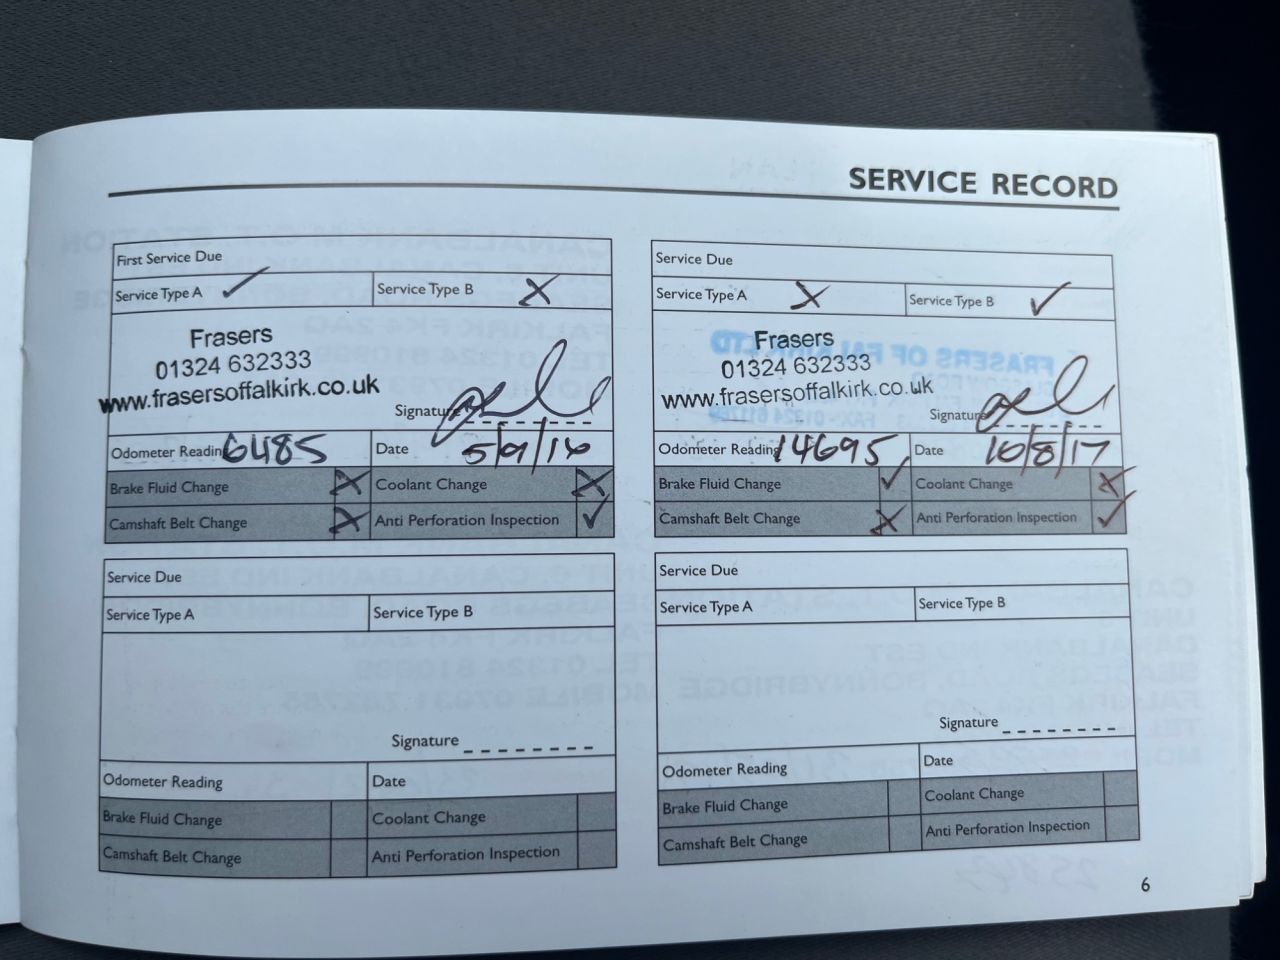 SERVICE RECORD
First Service Due
Service Type A ✓ Service Type B X
Frasers
01324 632333
www.frasersoffalkirk.co.uk
Signature
Odometer Reading 6485 Date 5/9/16
Brake Fluid Change X Coolant Change X
Camshaft Belt Change X Anti Perforation Inspection ✓
Service Due
Service Type A X Service Type B ✓
Frasers
01324 632333
www.frasersoffalkirk.co.uk
Signature
Odometer Reading 14695 Date 10/8/17
Brake Fluid Change ✓ Coolant Change X
Camshaft Belt Change X Anti Perforation Inspection ✓
Service Due
Service Type A Service Type B
Signature
Odometer Reading Date
Brake Fluid Change Coolant Change
Camshaft Belt Change Anti Perforation Inspection
Service Due
Service Type A Service Type B
Signature
Odometer Reading Date
Brake Fluid Change Coolant Change
Camshaft Belt Change Anti Perforation Inspection
6